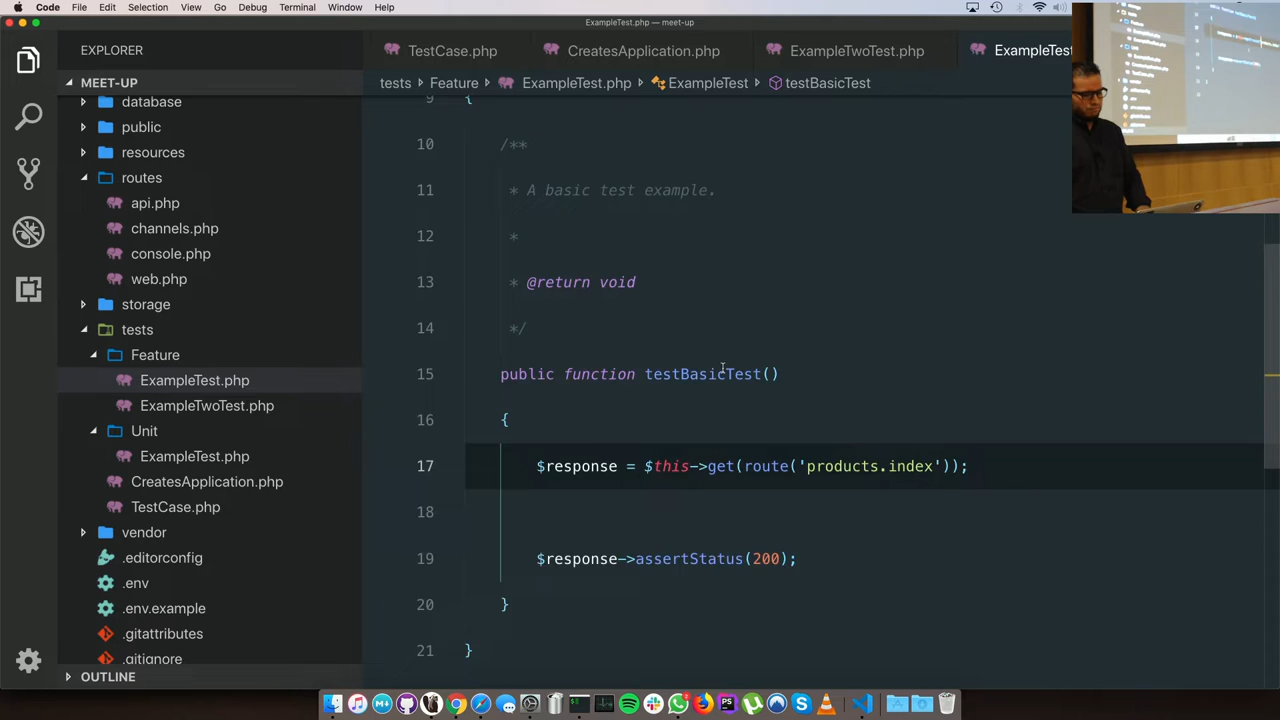 Code File Edit Selection View Go Debug Terminal Window Help
ExampleTest.php — meet-up
EXPLORER
MEET-UP
database
public
resources
routes
api.php
channels.php
console.php
web.php
storage
tests
Feature
ExampleTest.php
ExampleTwoTest.php
Unit
ExampleTest.php
CreatesApplication.php
TestCase.php
vendor
.editorconfig
.env
.env.example
.gitattributes
.gitignore
OUTLINE
TestCase.php CreatesApplication.php ExampleTwoTest.php ExampleTest
tests Feature ExampleTest.php ExampleTest testBasicTest
9 {
10 /**
11 * A basic test example.
12 *
13 * @return void
14 */
15 public function testBasicTest()
16 {
17 $response = $this->get(route('products.index'));
18
19 $response->assertStatus(200);
20 }
21 }